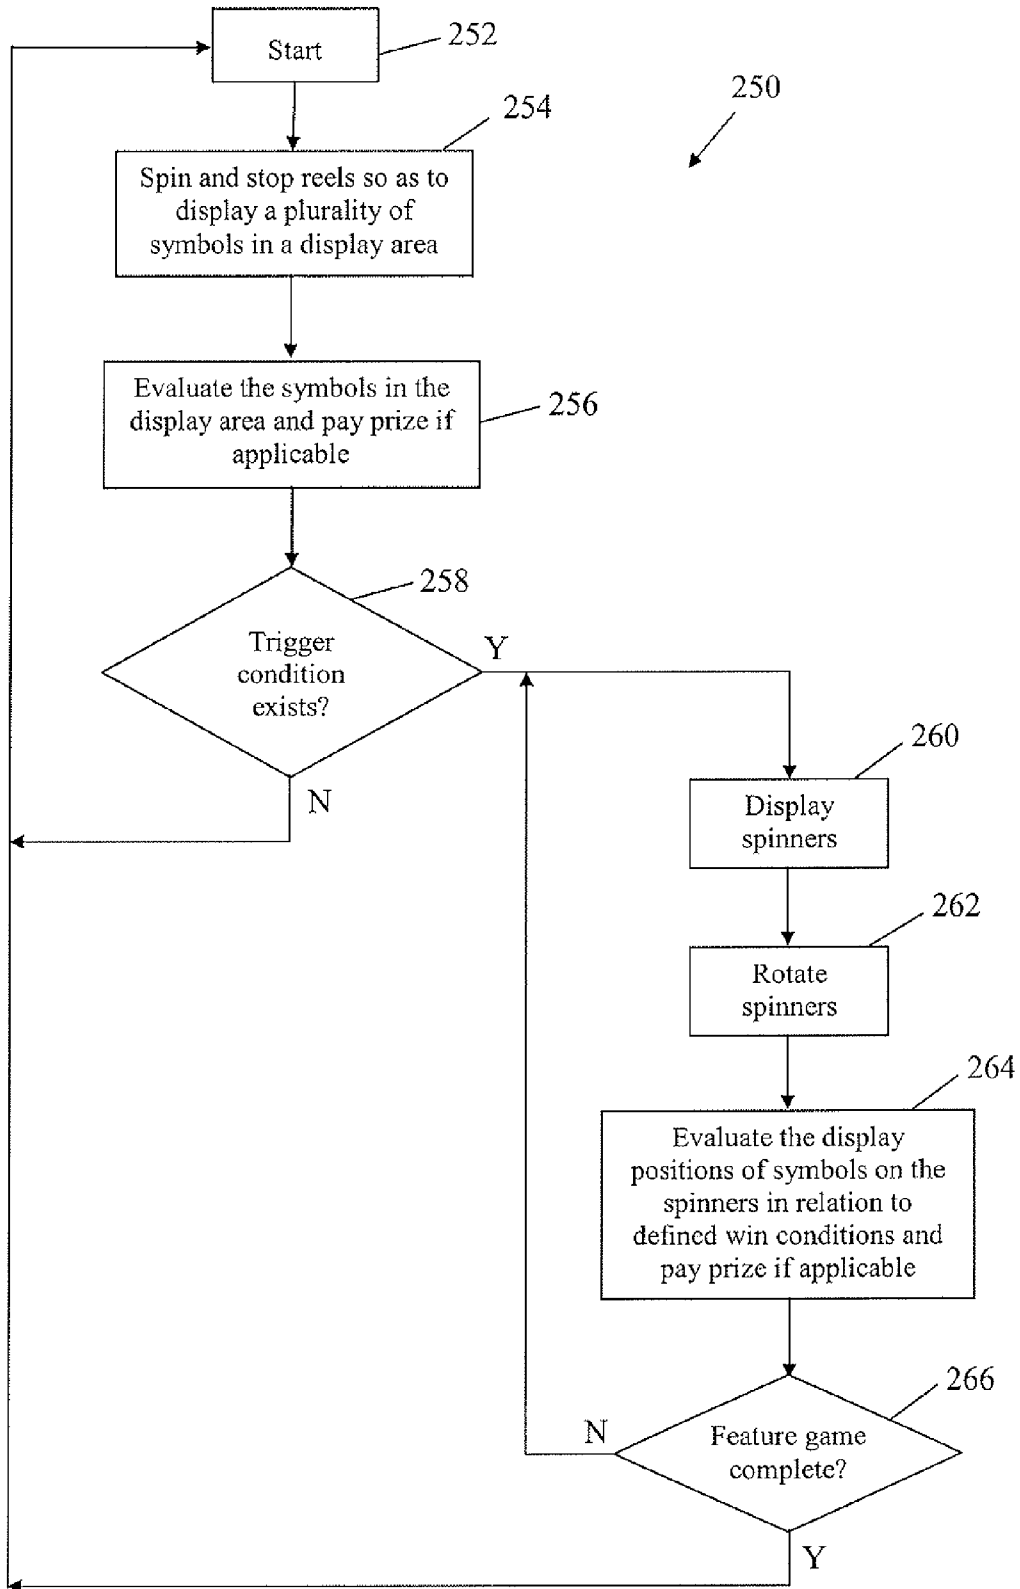 Start
252
250
254
Spin and stop reels so as to
display a plurality of
symbols in a display area
Evaluate the symbols in the
display area and pay prize if
applicable
256
258
Trigger
condition
exists?
Y
N
260
Display
spinners
262
Rotate
spinners
264
Evaluate the display
positions of symbols on the
spinners in relation to
defined win conditions and
pay prize if applicable
266
Feature game
complete?
N
Y